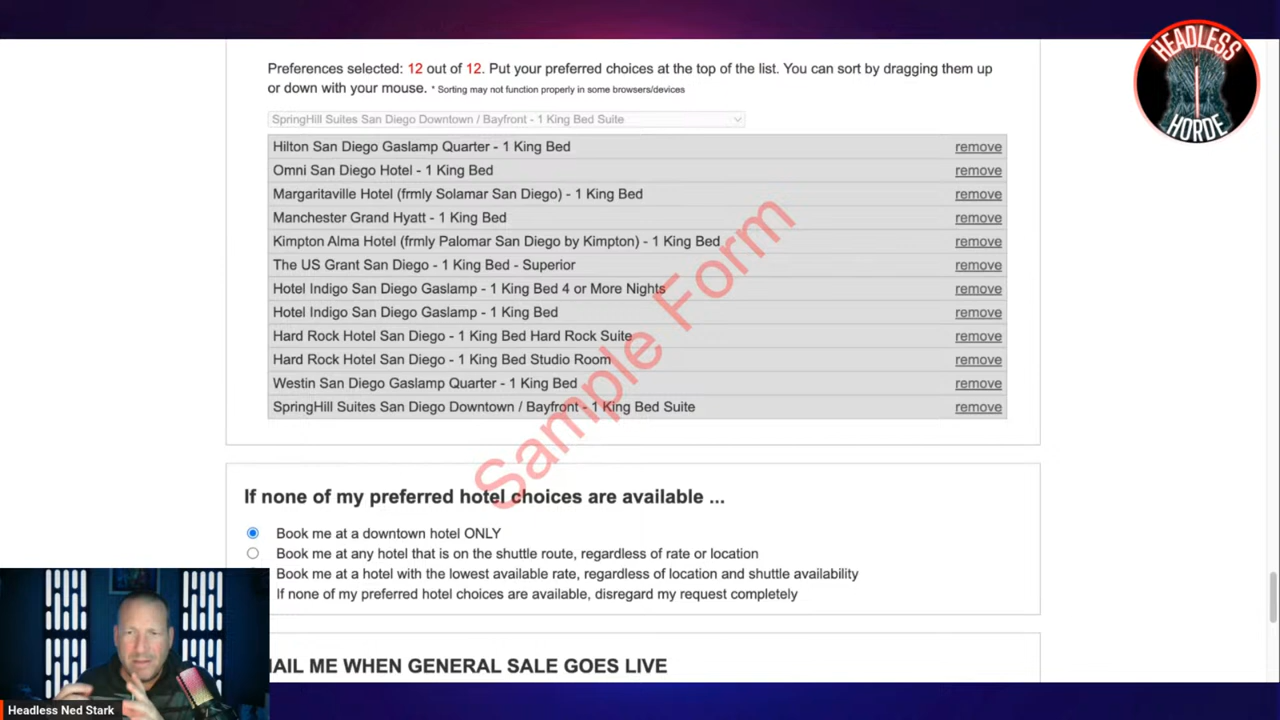 HEADLESS
HORDE
Preferences selected: 12 out of 12. Put your preferred choices at the top of the list. You can sort by dragging them up
or down with your mouse. * Sorting may not function properly in some browsers/devices
SpringHill Suites San Diego Downtown / Bayfront - 1 King Bed Suite
Hilton San Diego Gaslamp Quarter - 1 King Bed remove
Omni San Diego Hotel - 1 King Bed remove
Margaritaville Hotel (frmly Solamar San Diego) - 1 King Bed remove
Manchester Grand Hyatt - 1 King Bed remove
Kimpton Alma Hotel (frmly Palomar San Diego by Kimpton) - 1 King Bed remove
The US Grant San Diego - 1 King Bed - Superior remove
Hotel Indigo San Diego Gaslamp - 1 King Bed 4 or More Nights remove
Hotel Indigo San Diego Gaslamp - 1 King Bed remove
Hard Rock Hotel San Diego - 1 King Bed Hard Rock Suite remove
Hard Rock Hotel San Diego - 1 King Bed Studio Room remove
Westin San Diego Gaslamp Quarter - 1 King Bed remove
SpringHill Suites San Diego Downtown / Bayfront - 1 King Bed Suite remove
Sample Form
If none of my preferred hotel choices are available ...
Book me at a downtown hotel ONLY
Book me at any hotel that is on the shuttle route, regardless of rate or location
Book me at a hotel with the lowest available rate, regardless of location and shuttle availability
If none of my preferred hotel choices are available, disregard my request completely
AIL ME WHEN GENERAL SALE GOES LIVE
Headless Ned Stark